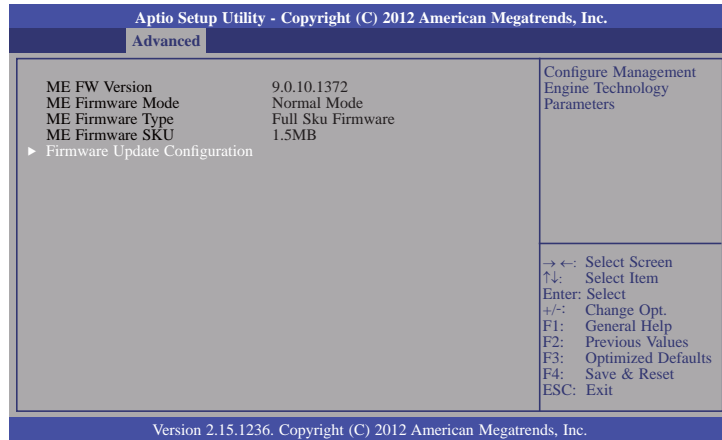 Aptio Setup Utility - Copyright (C) 2012 American Megatrends, Inc.
Advanced
ME FW Version 9.0.10.1372
ME Firmware Mode Normal Mode
ME Firmware Type Full Sku Firmware
ME Firmware SKU 1.5MB
► Firmware Update Configuration
Configure Management
Engine Technology
Parameters
→ ←: Select Screen
↑↓: Select Item
Enter: Select
+/-: Change Opt.
F1: General Help
F2: Previous Values
F3: Optimized Defaults
F4: Save & Reset
ESC: Exit
Version 2.15.1236. Copyright (C) 2012 American Megatrends, Inc.